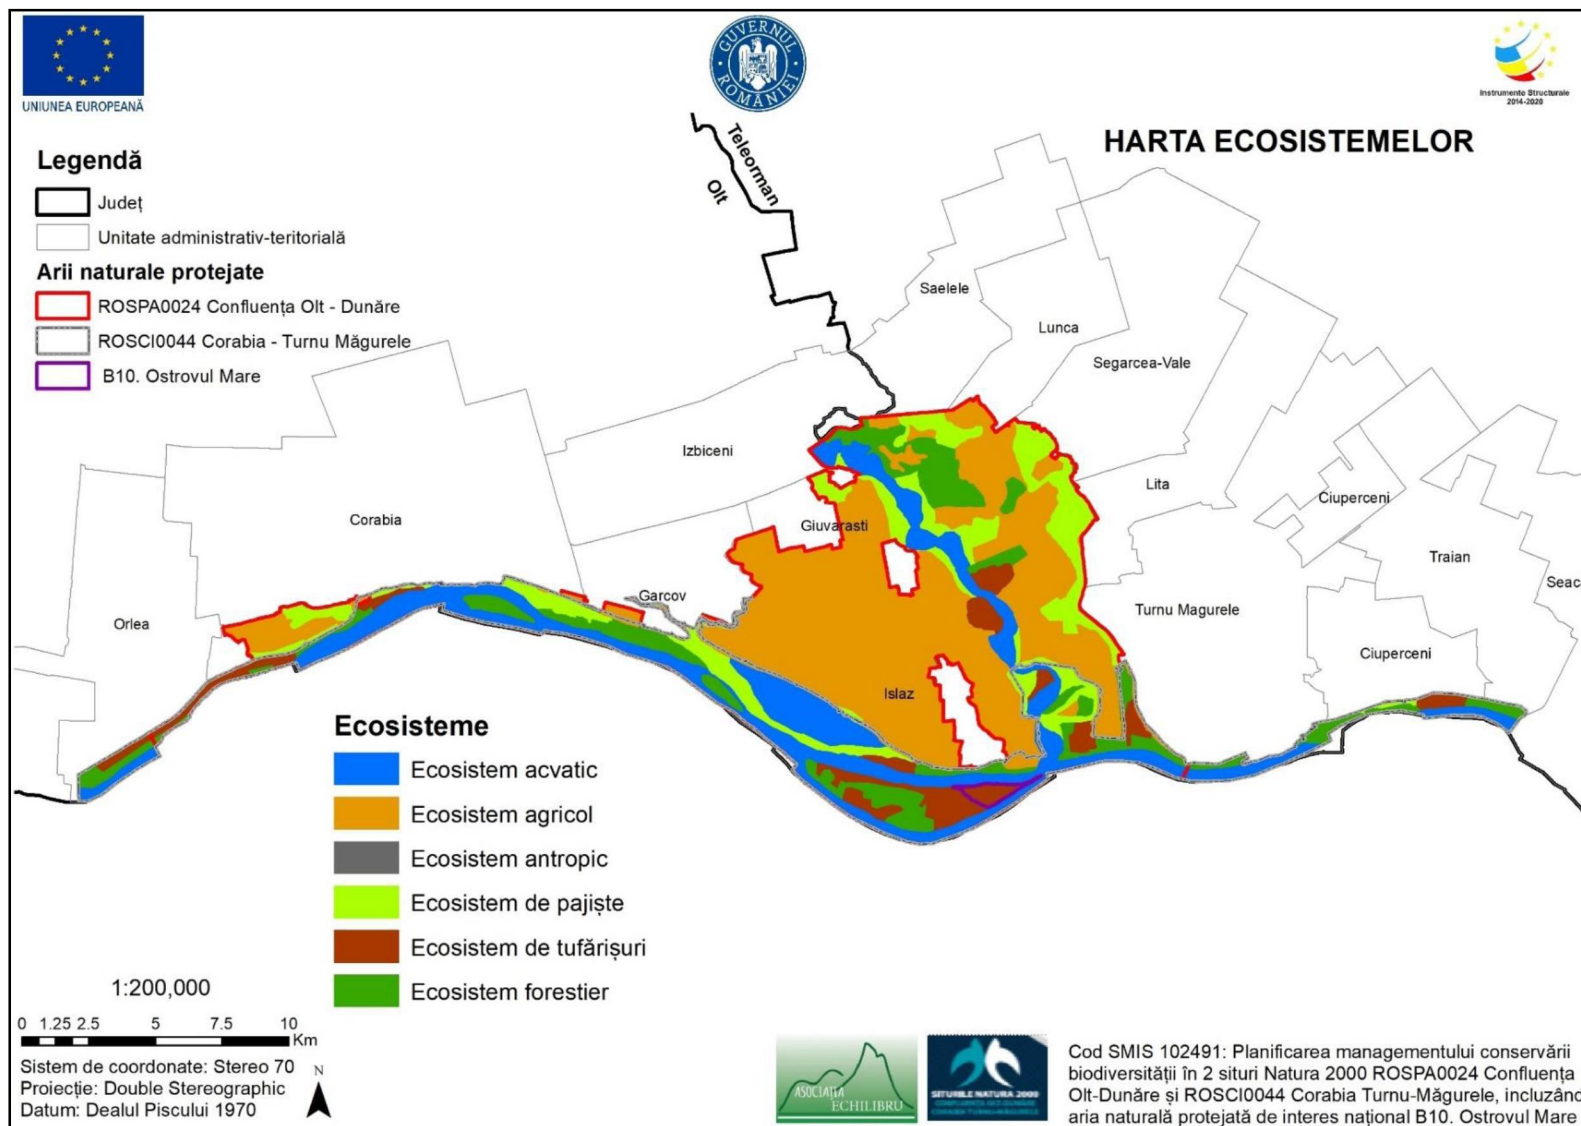 UNIUNEA EUROPEANĂ
GUVERNUL ROMÂNIEI
Instrumente Structurale
2014-2020
HARTA ECOSISTEMELOR
Legendă
Județ
Unitate administrativ-teritorială
Arii naturale protejate
ROSPA0024 Confluența Olt - Dunăre
ROSCI0044 Corabia - Turnu Măgurele
B10. Ostrovul Mare
Teleorman
Olt
Saelele
Lunca
Segarcea-Vale
Izbiceni
Lita
Ciuperceni
Corabia
Giuvarasti
Traian
Seac
Garcov
Orlea
Turnu Magurele
Ciuperceni
Islaz
Ecosisteme
Ecosistem acvatic
Ecosistem agricol
Ecosistem antropic
Ecosistem de pajiște
Ecosistem de tufărișuri
Ecosistem forestier
1:200,000
0 1.25 2.5 5 7.5 10
Km
Sistem de coordonate: Stereo 70
Proiecție: Double Stereographic
Datum: Dealul Piscului 1970
N
ASOCIAȚIA
ECHILIBRU
SITURILE NATURA 2000
CONFLUENȚA OLT-DUNĂRE
CORABIA-TURNU-MĂGURELE
Cod SMIS 102491: Planificarea managementului conservării
biodiversității în 2 situri Natura 2000 ROSPA0024 Confluența
Olt-Dunăre și ROSCI0044 Corabia Turnu-Măgurele, incluzând
aria naturală protejată de interes național B10. Ostrovul Mare